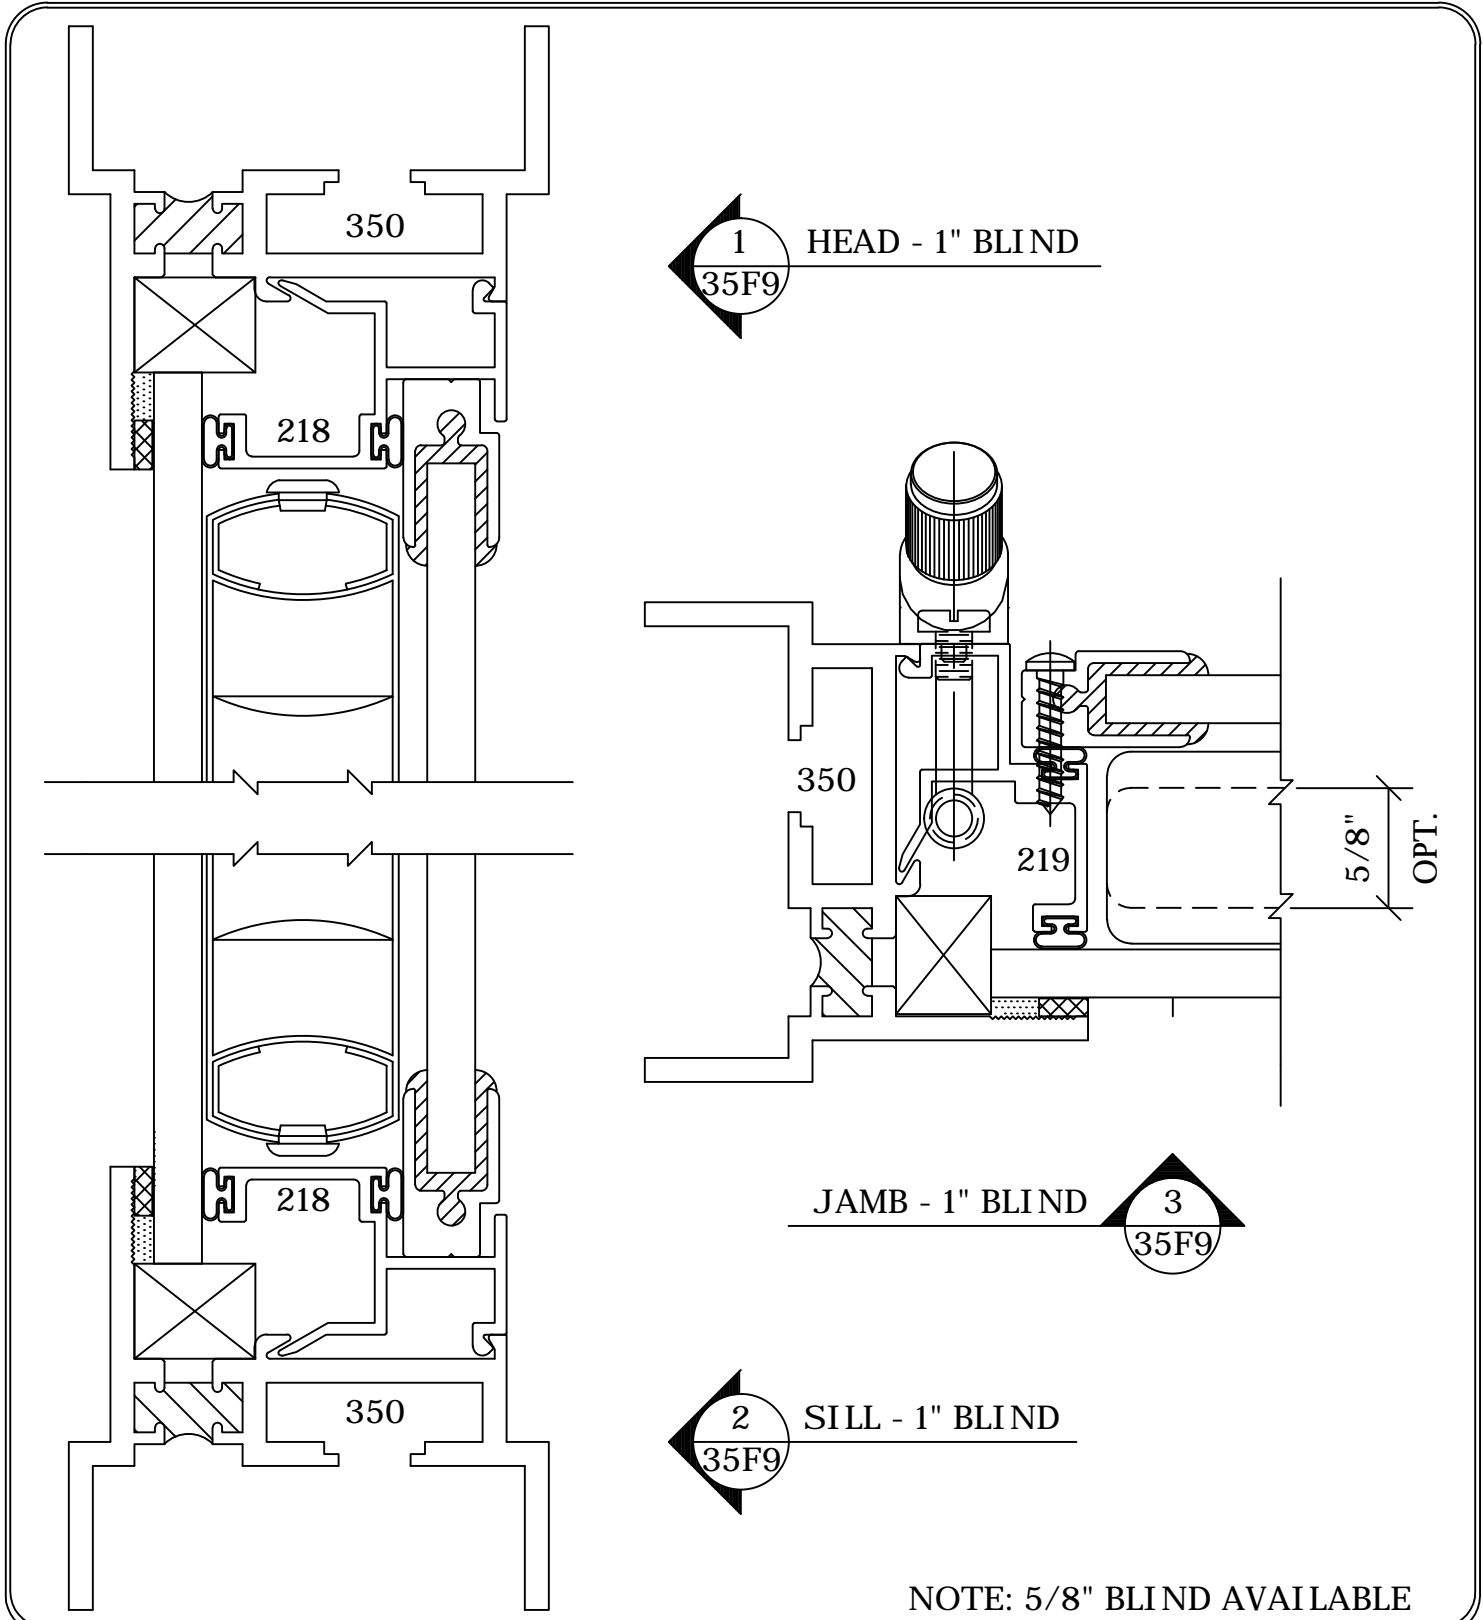 350
1
35F9
HEAD - 1" BLIND
218
350
219
5/8"
OPT.
218
JAMB - 1" BLIND
3
35F9
350
2
35F9
SILL - 1" BLIND
NOTE: 5/8" BLIND AVAILABLE